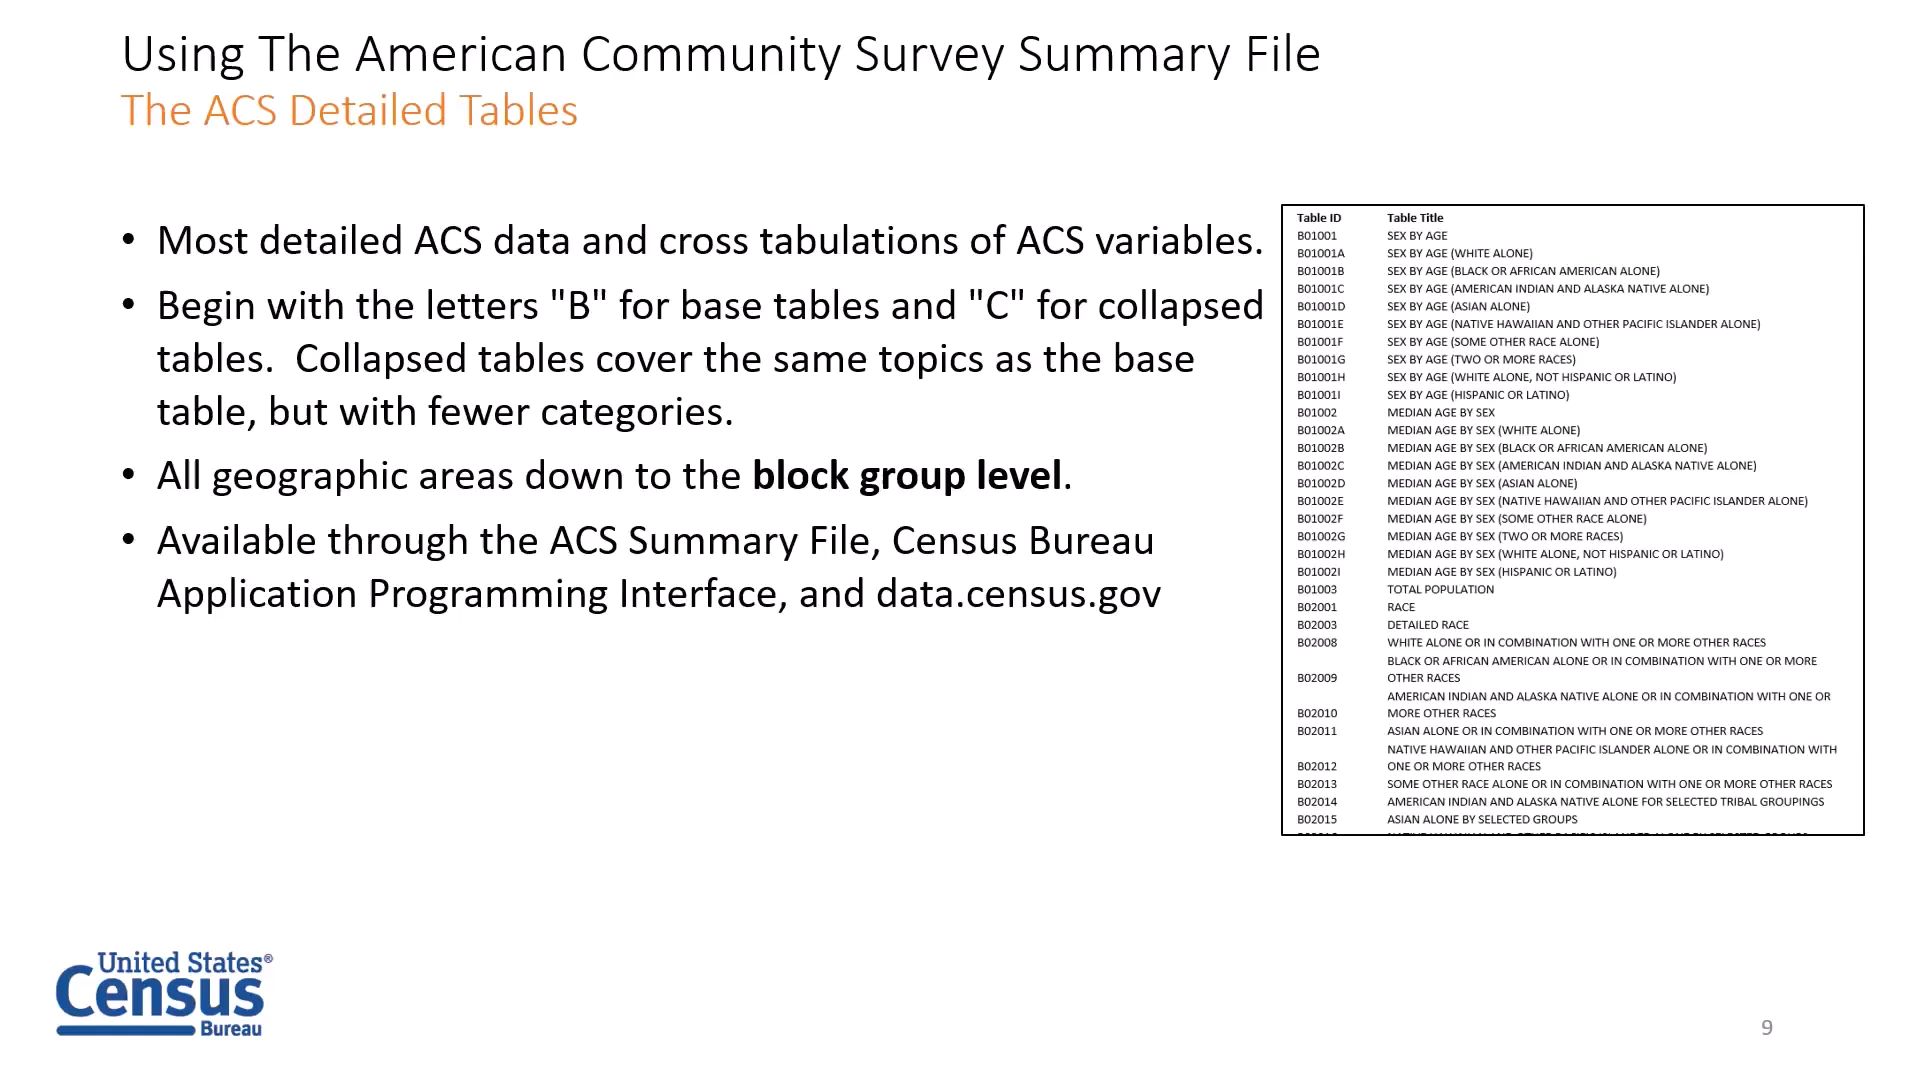 Using The American Community Survey Summary File
The ACS Detailed Tables
• Most detailed ACS data and cross tabulations of ACS variables.
• Begin with the letters "B" for base tables and "C" for collapsed
tables.  Collapsed tables cover the same topics as the base
table, but with fewer categories.
• All geographic areas down to the block group level.
• Available through the ACS Summary File, Census Bureau
Application Programming Interface, and data.census.gov
Table ID Table Title
B01001 SEX BY AGE
B01001A SEX BY AGE (WHITE ALONE)
B01001B SEX BY AGE (BLACK OR AFRICAN AMERICAN ALONE)
B01001C SEX BY AGE (AMERICAN INDIAN AND ALASKA NATIVE ALONE)
B01001D SEX BY AGE (ASIAN ALONE)
B01001E SEX BY AGE (NATIVE HAWAIIAN AND OTHER PACIFIC ISLANDER ALONE)
B01001F SEX BY AGE (SOME OTHER RACE ALONE)
B01001G SEX BY AGE (TWO OR MORE RACES)
B01001H SEX BY AGE (WHITE ALONE, NOT HISPANIC OR LATINO)
B01001I SEX BY AGE (HISPANIC OR LATINO)
B01002 MEDIAN AGE BY SEX
B01002A MEDIAN AGE BY SEX (WHITE ALONE)
B01002B MEDIAN AGE BY SEX (BLACK OR AFRICAN AMERICAN ALONE)
B01002C MEDIAN AGE BY SEX (AMERICAN INDIAN AND ALASKA NATIVE ALONE)
B01002D MEDIAN AGE BY SEX (ASIAN ALONE)
B01002E MEDIAN AGE BY SEX (NATIVE HAWAIIAN AND OTHER PACIFIC ISLANDER ALONE)
B01002F MEDIAN AGE BY SEX (SOME OTHER RACE ALONE)
B01002G MEDIAN AGE BY SEX (TWO OR MORE RACES)
B01002H MEDIAN AGE BY SEX (WHITE ALONE, NOT HISPANIC OR LATINO)
B01002I MEDIAN AGE BY SEX (HISPANIC OR LATINO)
B01003 TOTAL POPULATION
B02001 RACE
B02003 DETAILED RACE
B02008 WHITE ALONE OR IN COMBINATION WITH ONE OR MORE OTHER RACES
BLACK OR AFRICAN AMERICAN ALONE OR IN COMBINATION WITH ONE OR MORE
B02009 OTHER RACES
AMERICAN INDIAN AND ALASKA NATIVE ALONE OR IN COMBINATION WITH ONE OR
B02010 MORE OTHER RACES
B02011 ASIAN ALONE OR IN COMBINATION WITH ONE OR MORE OTHER RACES
NATIVE HAWAIIAN AND OTHER PACIFIC ISLANDER ALONE OR IN COMBINATION WITH
B02012 ONE OR MORE OTHER RACES
B02013 SOME OTHER RACE ALONE OR IN COMBINATION WITH ONE OR MORE OTHER RACES
B02014 AMERICAN INDIAN AND ALASKA NATIVE ALONE FOR SELECTED TRIBAL GROUPINGS
B02015 ASIAN ALONE BY SELECTED GROUPS
United States®
Census
Bureau
9